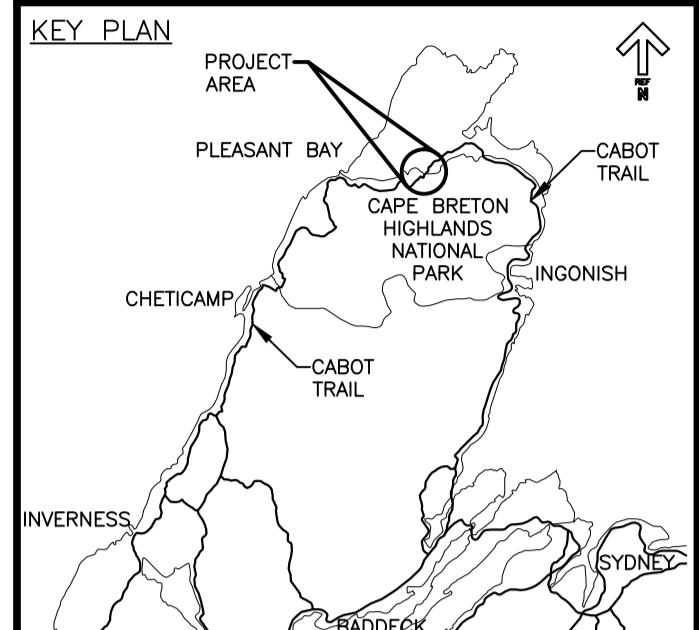 KEY PLAN
PROJECT
AREA
REF
N
PLEASANT BAY
CABOT
TRAIL
CAPE BRETON
HIGHLANDS
NATIONAL
PARK
INGONISH
CHETICAMP
CABOT
TRAIL
INVERNESS
SYDNEY
BADDECK